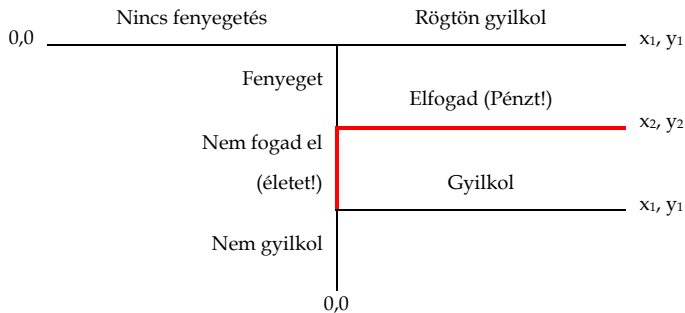 Nincs fenyegetés Rögtön gyilkol
0,0 x₁, y₁
Fenyeget
Elfogad (Pénzt!)
x₂, y₂
Nem fogad el
(életet!) Gyilkol
x₁, y₁
Nem gyilkol
0,0